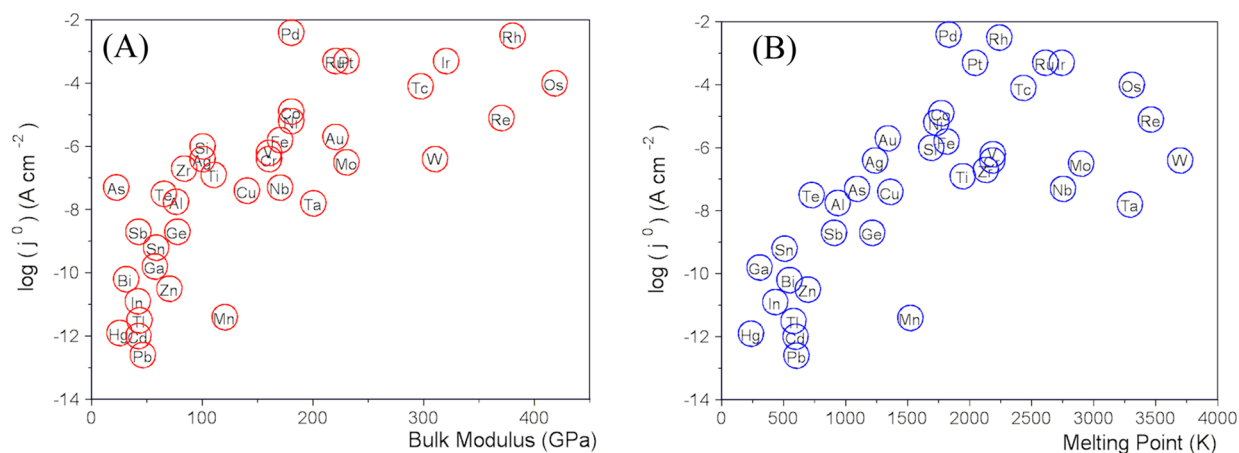 (A)
-2
-4
-6
-8
-10
-12
-14
log ( j ⁰ ) (A cm ⁻²)
Pd
Rh
Ru
Pt
Ir
Tc
Os
Co
Ni
Re
Fe
Au
Si
Ag
V
Cr
Mo
W
Zr
Ti
As
Te
Al
Cu
Nb
Ta
Sb
Ge
Sn
Ga
Bi
Zn
In
Tl
Mn
Hg
Cd
Pb
0 100 200 300 400
Bulk Modulus (GPa)
(B)
-2
-4
-6
-8
-10
-12
-14
log ( j ⁰ ) (A cm ⁻²)
Pd
Rh
Pt
Ru
Ir
Tc
Os
Co
Ni
Re
Au
Si
Fe
Ag
V
Cr
Zr
Mo
W
Ti
Te
As
Al
Cu
Nb
Ta
Sb
Ge
Sn
Ga
Bi
Zn
In
Tl
Mn
Hg
Cd
Pb
0 500 1000 1500 2000 2500 3000 3500 4000
Melting Point (K)